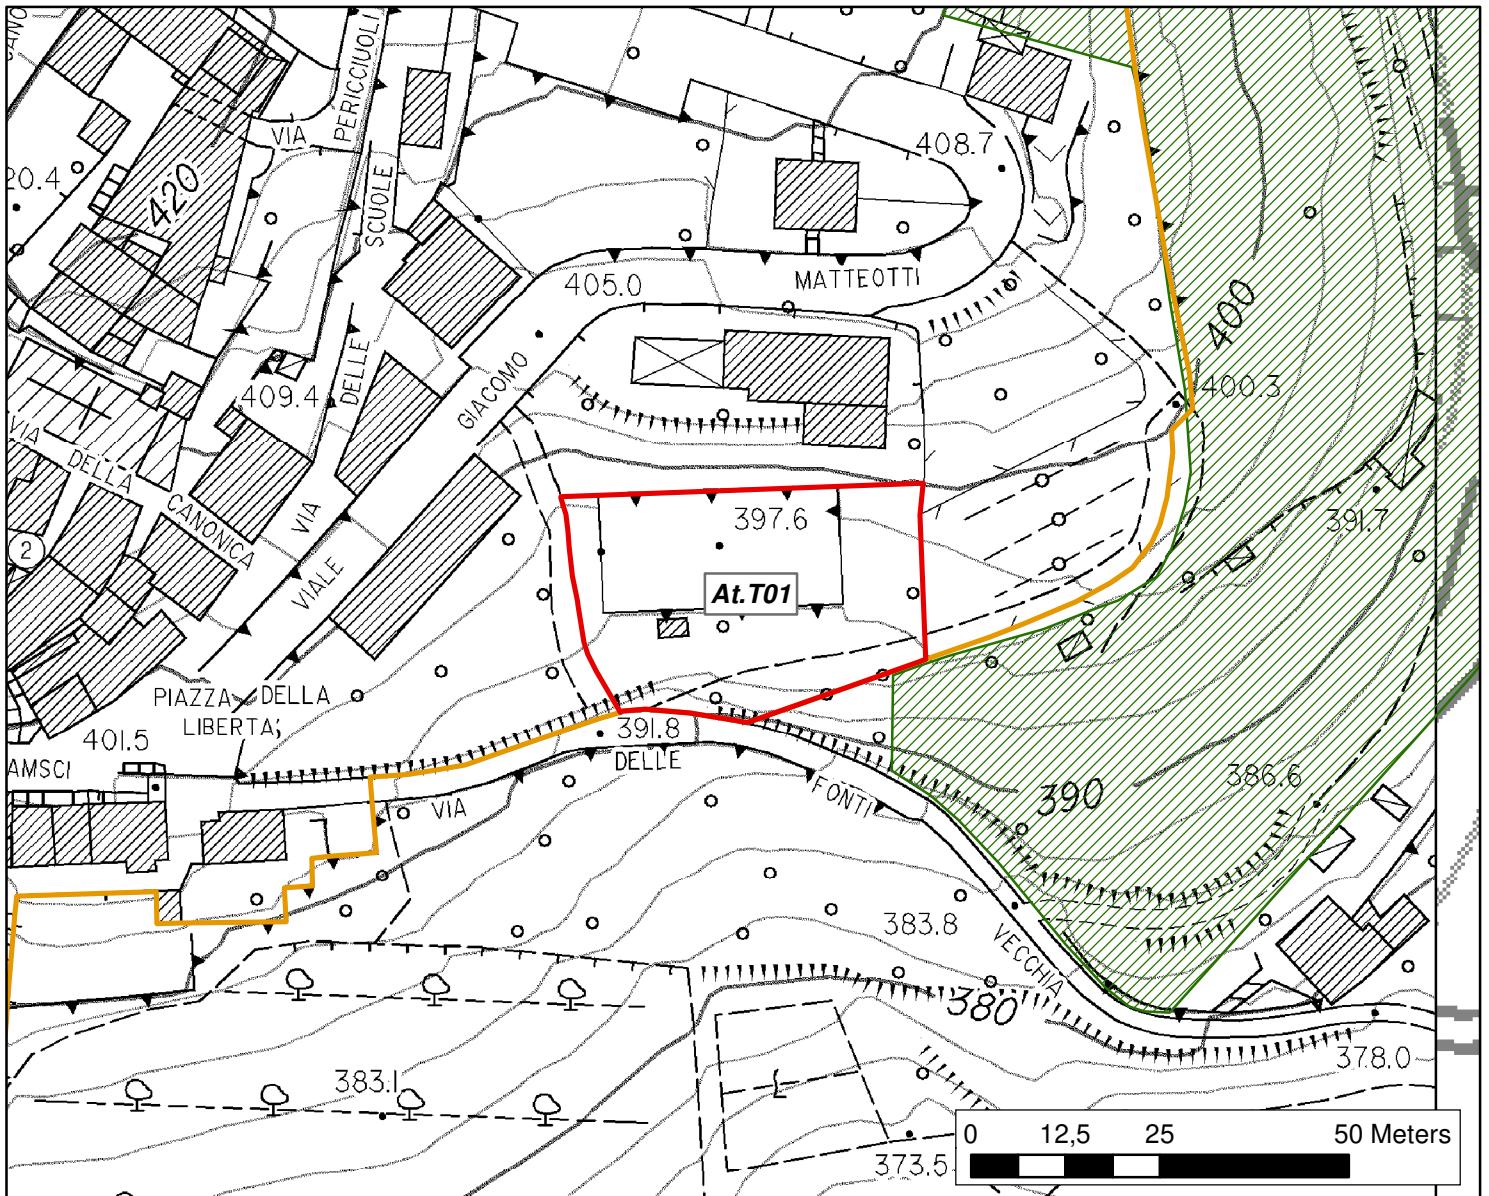 VIA
PERICCIUOLI
SCUOLE
DELLE
VIA
408.7
20.4
420
405.0
MATTEOTTI
GIACOMO
VIALE
409.4
400
400.3
VIA
DELLA
CANONICA
2
397.6
391.7
At.T01
PIAZZA DELLA
LIBERTA'
401.5
AMSCI
391.8
VIA
DELLE
FONTI
VECCHIA
390
386.6
383.8
380
383.1
378.0
373.5
0 12,5 25 50 Meters